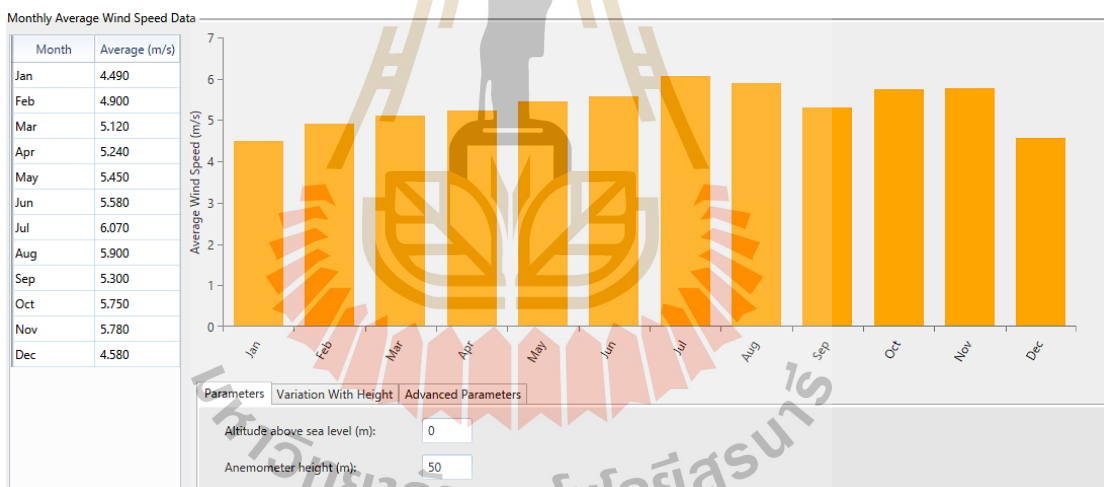 Monthly Average Wind Speed Data
Month Average (m/s)
Jan 4.490
Feb 4.900
Mar 5.120
Apr 5.240
May 5.450
Jun 5.580
Jul 6.070
Aug 5.900
Sep 5.300
Oct 5.750
Nov 5.780
Dec 4.580
Average Wind Speed (m/s)
7
6
5
4
3
2
1
0
Jan Feb Mar Apr May Jun Jul Aug Sep Oct Nov Dec
Parameters Variation With Height Advanced Parameters
Altitude above sea level (m): 0
Anemometer height (m): 50